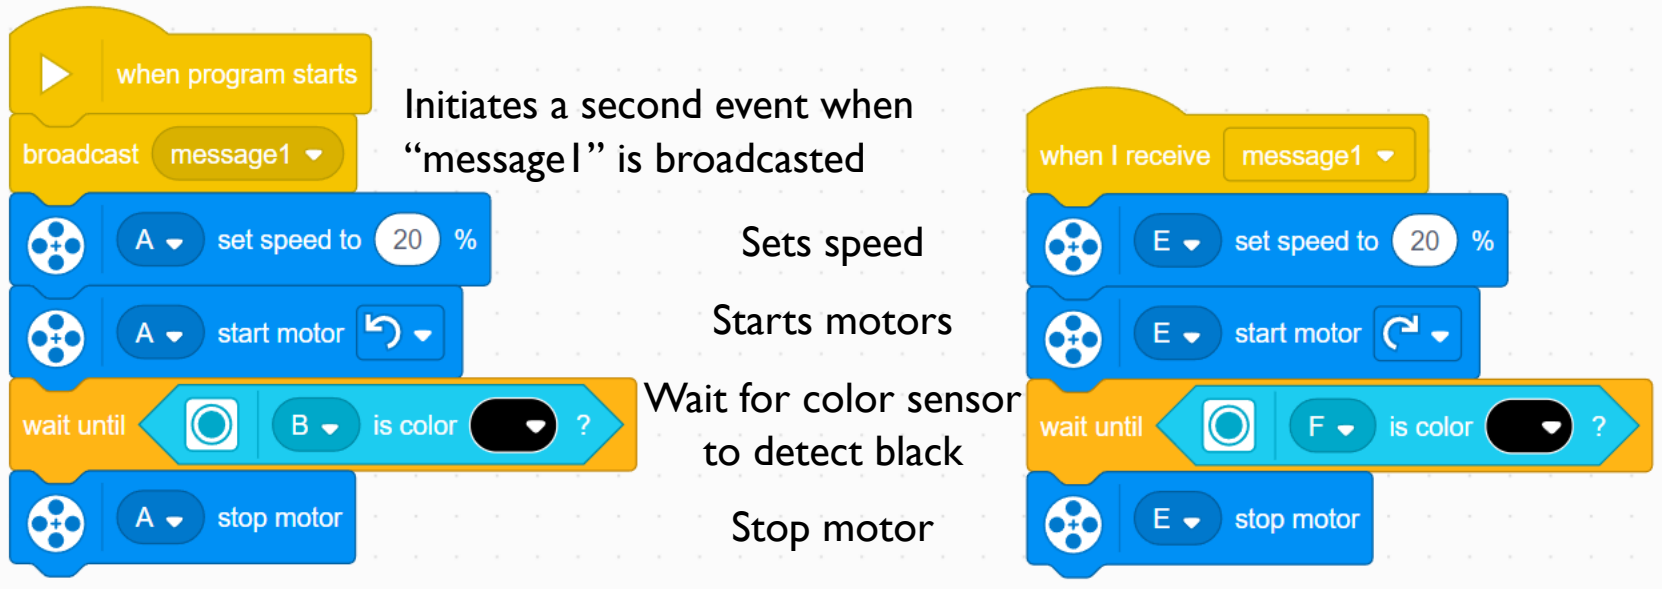 when program starts
broadcast message1
A set speed to 20 %
A start motor
wait until B is color ?
A stop motor
Initiates a second event when
“message1” is broadcasted
Sets speed
Starts motors
Wait for color sensor
to detect black
Stop motor
when I receive message1
E set speed to 20 %
E start motor
wait until F is color ?
E stop motor